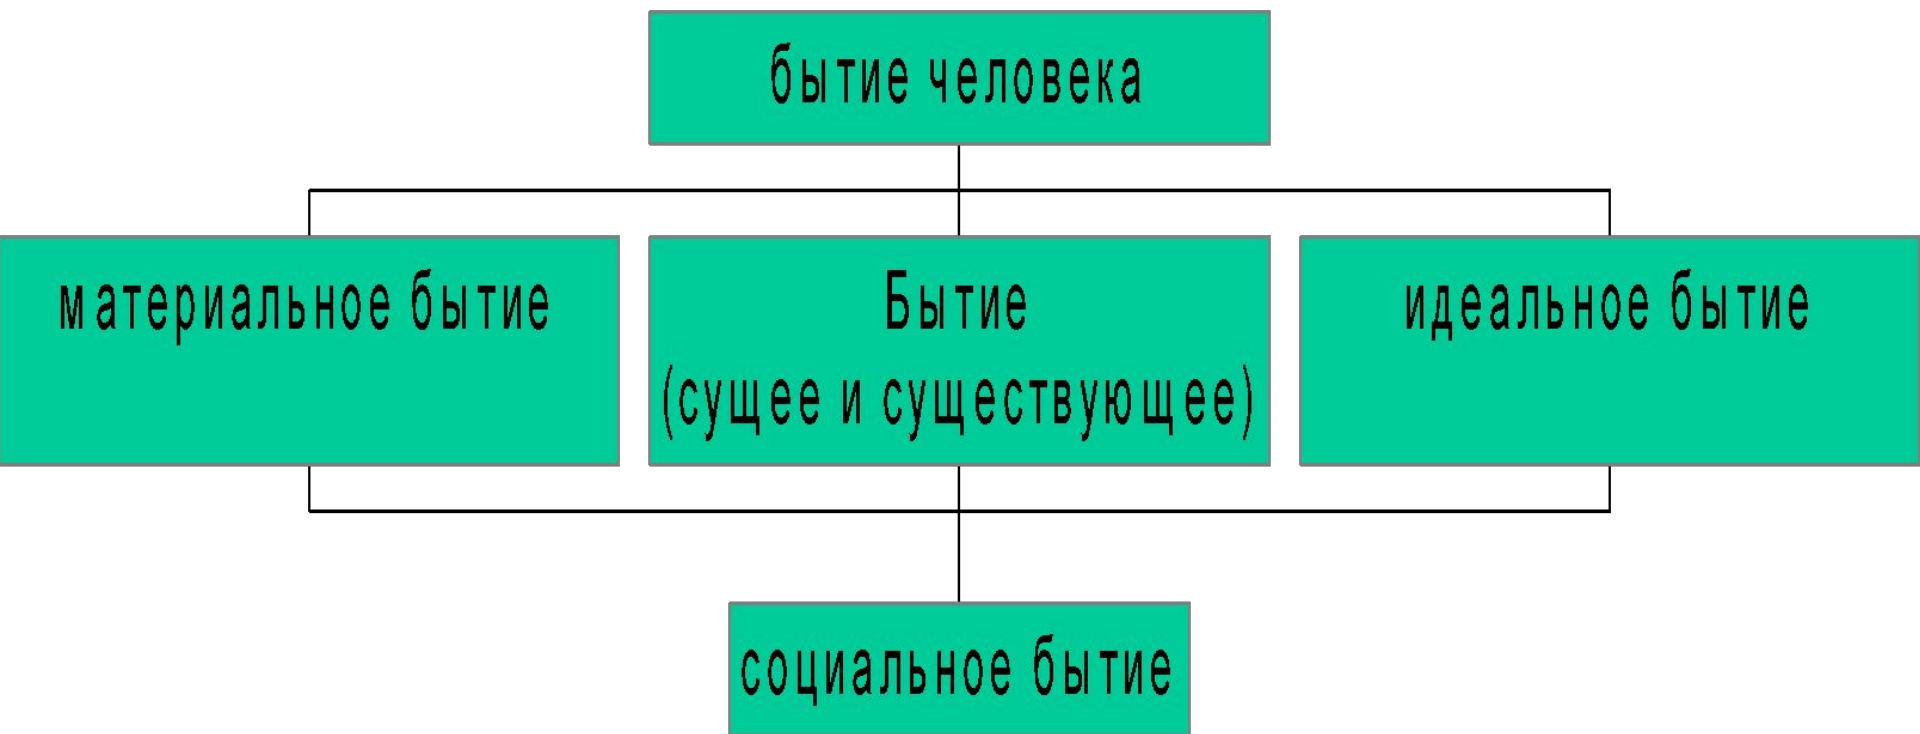 бытие человека
материальное бытие
Бытие
(сущее и существующее)
идеальное бытие
социальное бытие